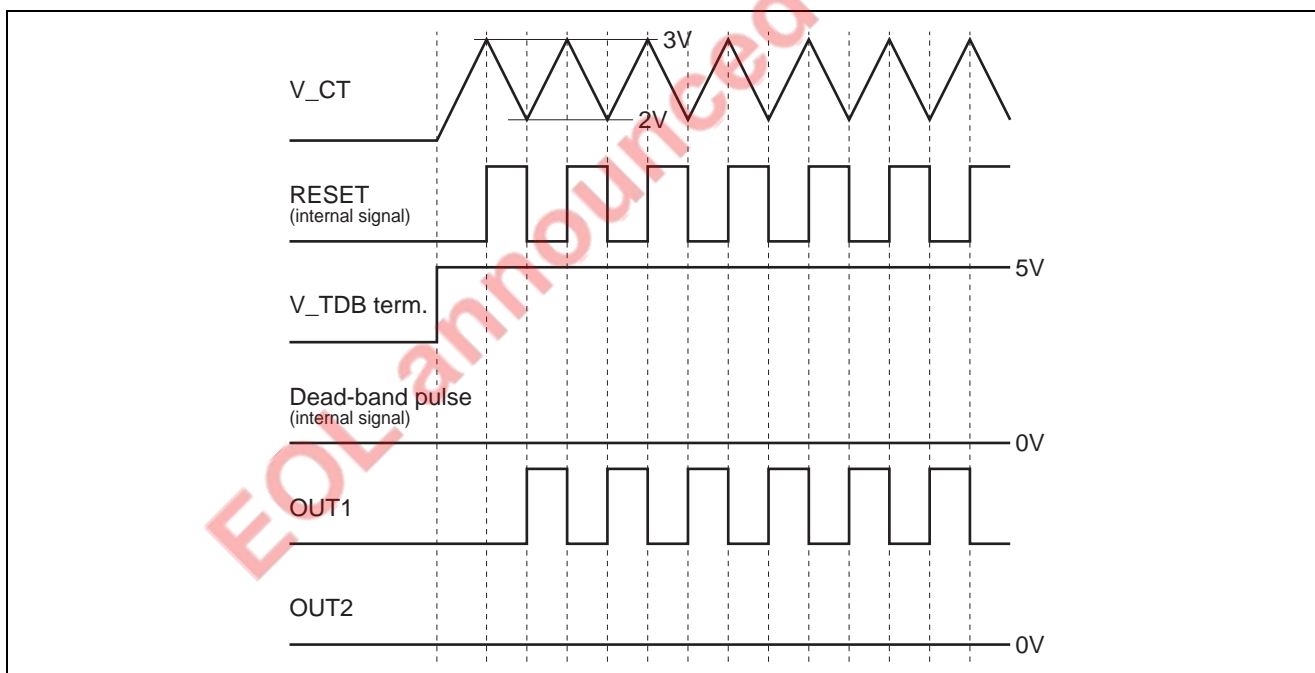 3V
V_CT
2V
RESET
(internal signal)
5V
V_TDB term.
Dead-band pulse
(internal signal)
0V
OUT1
OUT2
0V
EOL announced